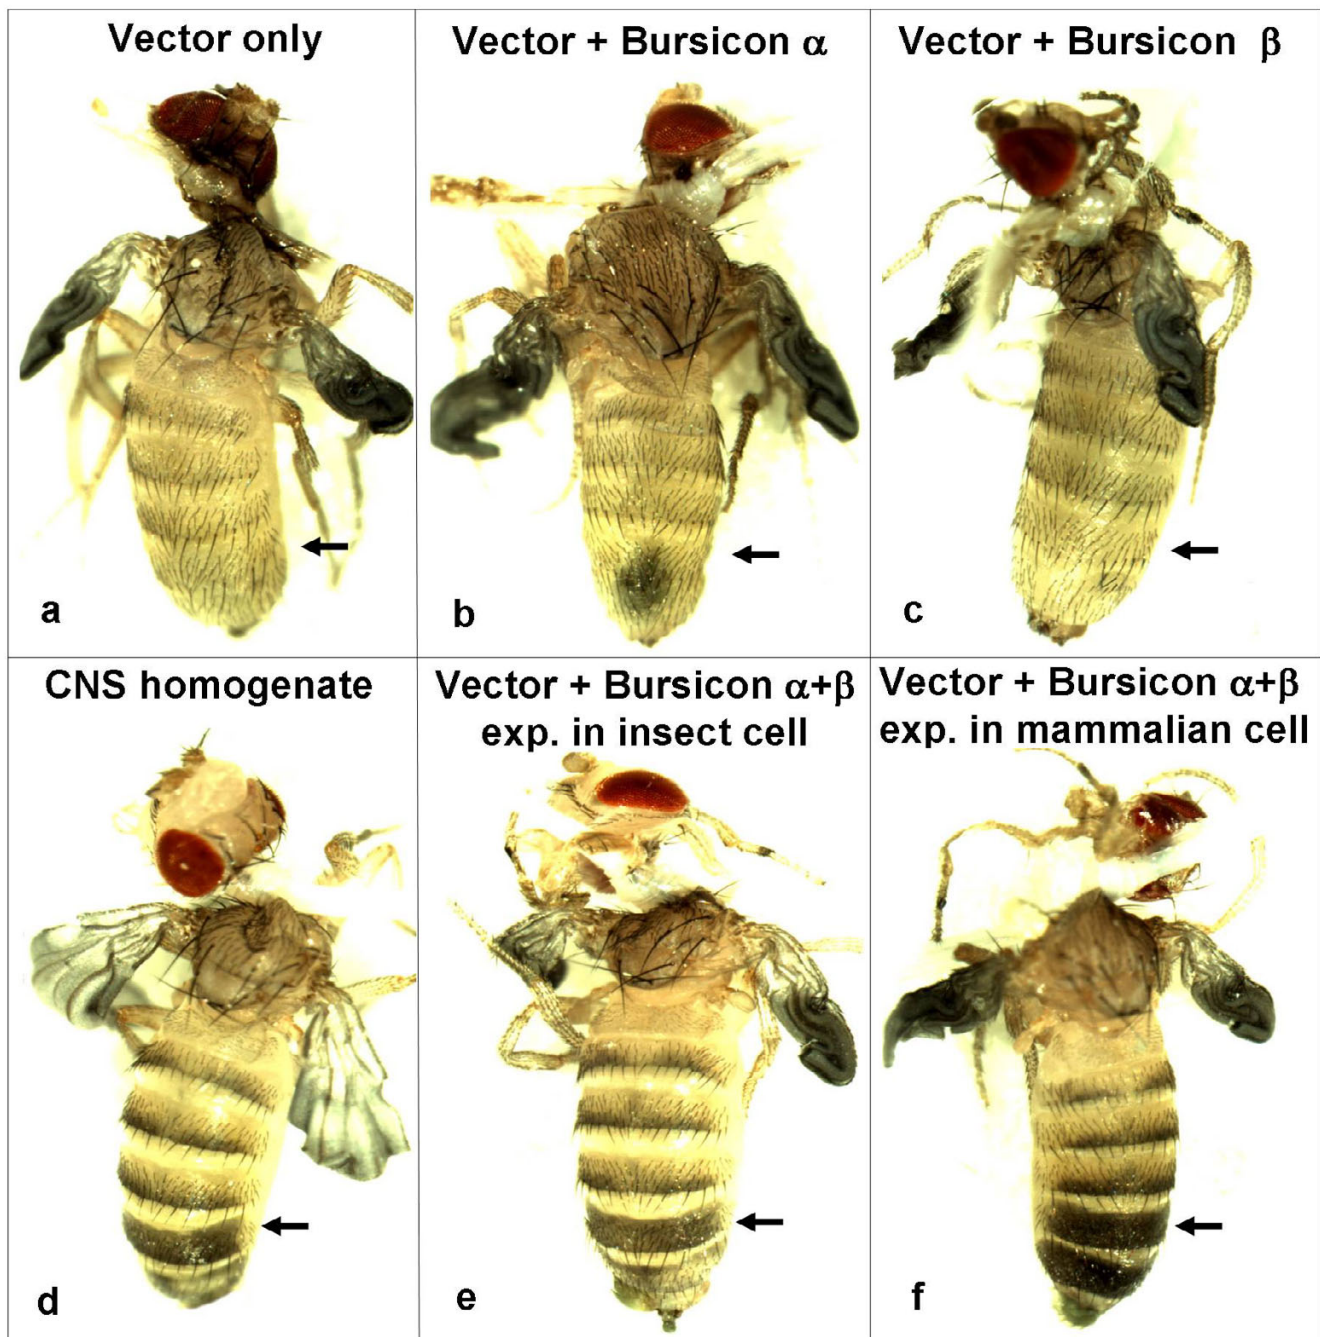 Vector only
Vector + Bursicon α
Vector + Bursicon β
a
b
c
CNS homogenate
Vector + Bursicon α+β
exp. in insect cell
Vector + Bursicon α+β
exp. in mammalian cell
d
e
f